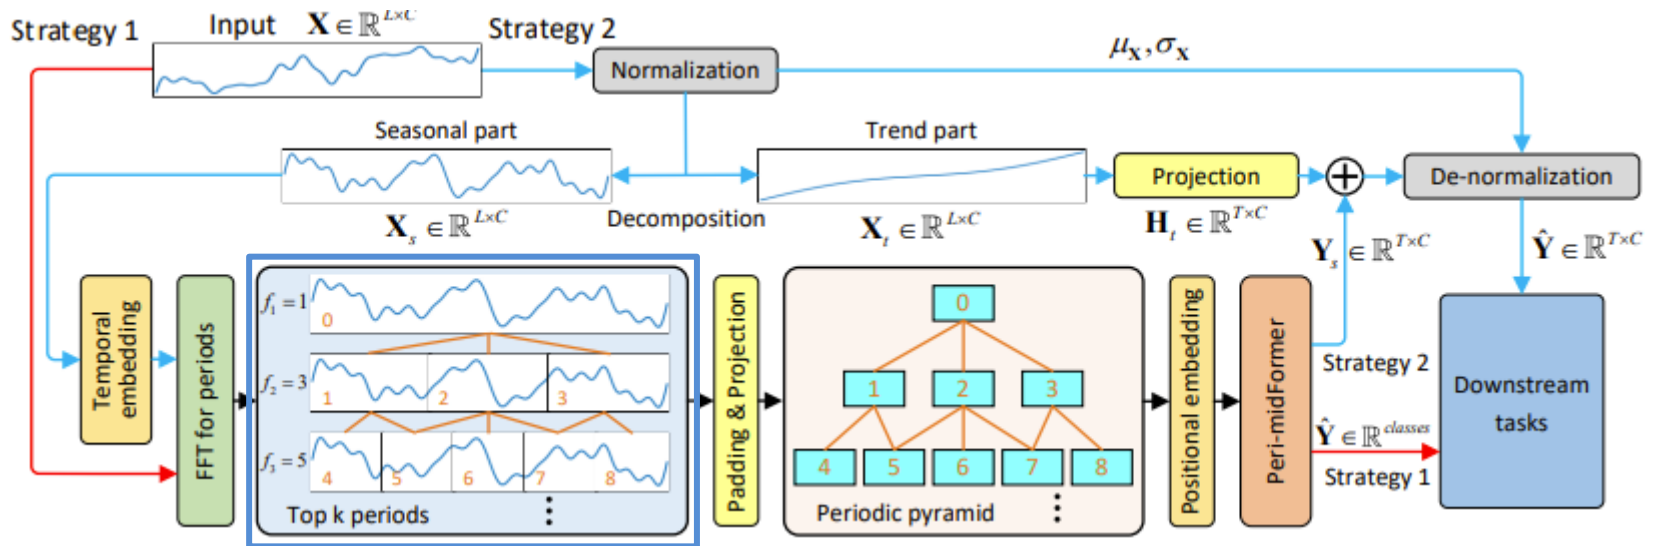 Strategy 1
Input X ∈ ℝ^{L×C}
Strategy 2
Normalization
μ_X, σ_X
Seasonal part
Trend part
Projection
De-normalization
Decomposition
X_s ∈ ℝ^{L×C}
X_t ∈ ℝ^{L×C}
H_t ∈ ℝ^{T×C}
Y_s ∈ ℝ^{T×C}
Ŷ ∈ ℝ^{T×C}
Temporal
embedding
FFT for periods
f_1 = 1
0
f_2 = 3
1 2 3
f_3 = 5
4 5 6 7 8
Top k periods
⋮
Padding & Projection
0
1 2 3
4 5 6 7 8
Periodic pyramid
⋮
Positional embedding
Peri-midFormer
Strategy 2
Ŷ ∈ ℝ^{classes}
Strategy 1
Downstream
tasks